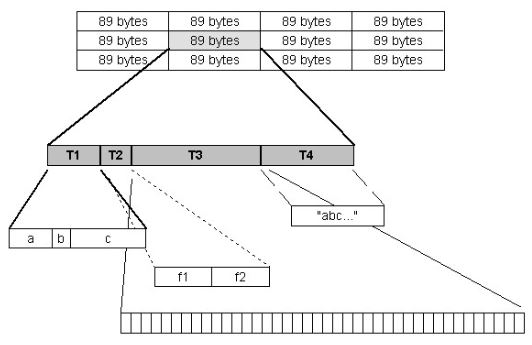 89 bytes 89 bytes 89 bytes 89 bytes
89 bytes 89 bytes 89 bytes 89 bytes
89 bytes 89 bytes 89 bytes 89 bytes
T1 T2 T3 T4
"abc..."
a b c
f1 f2